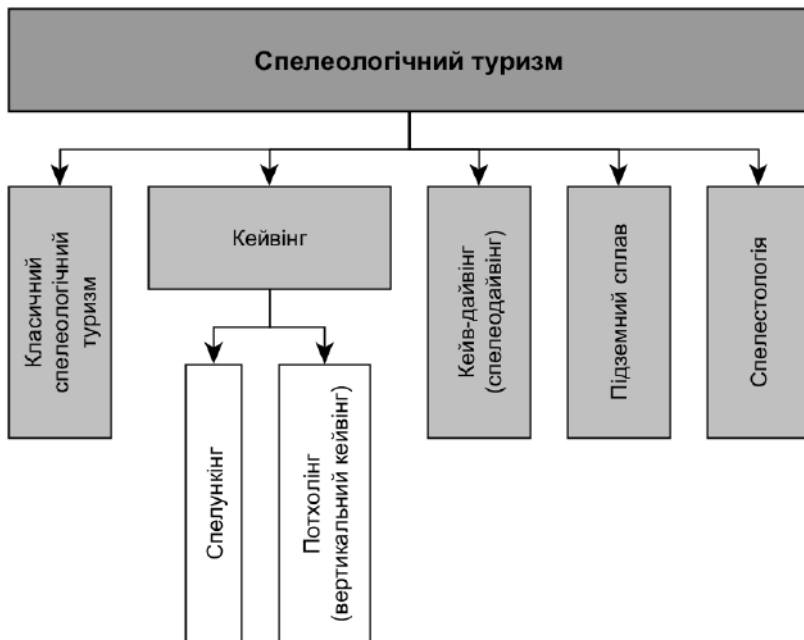 Спелеологічний туризм
Класичний
спелеологічний
туризм
Кейвінг
Кейв-дайвінг
(спелеодайвінг)
Підземний сплав
Спелестологія
Спелункінг
Потхолінг
(вертикальний кейвінг)